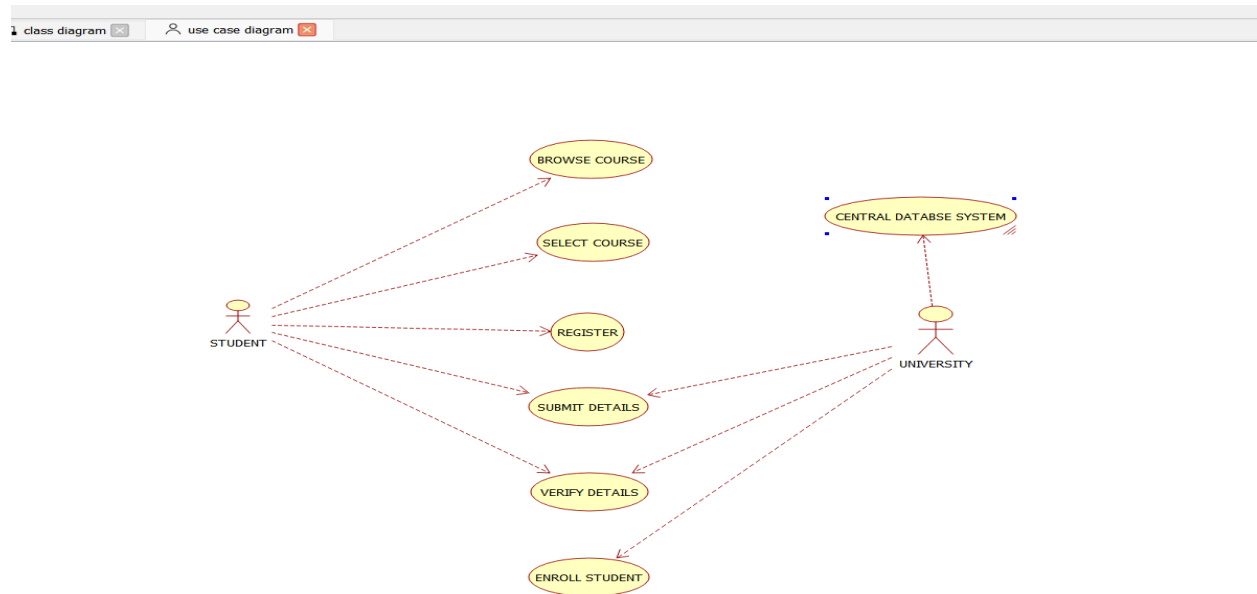 class diagram
use case diagram
BROWSE COURSE
CENTRAL DATABSE SYSTEM
SELECT COURSE
REGISTER
STUDENT
UNIVERSITY
SUBMIT DETAILS
VERIFY DETAILS
ENROLL STUDENT